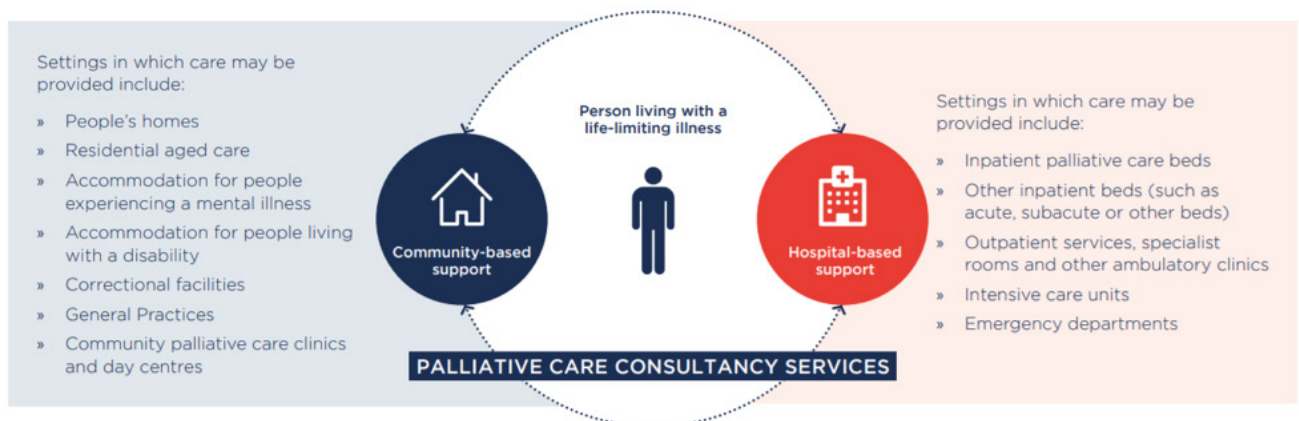 Settings in which care may be
provided include:
» People's homes
» Residential aged care
» Accommodation for people
experiencing a mental illness
» Accommodation for people living
with a disability
» Correctional facilities
» General Practices
» Community palliative care clinics
and day centres
Person living with a
life-limiting illness
Community-based
support
Hospital-based
support
PALLIATIVE CARE CONSULTANCY SERVICES
Settings in which care may be
provided include:
» Inpatient palliative care beds
» Other inpatient beds (such as
acute, subacute or other beds)
» Outpatient services, specialist
rooms and other ambulatory clinics
» Intensive care units
» Emergency departments